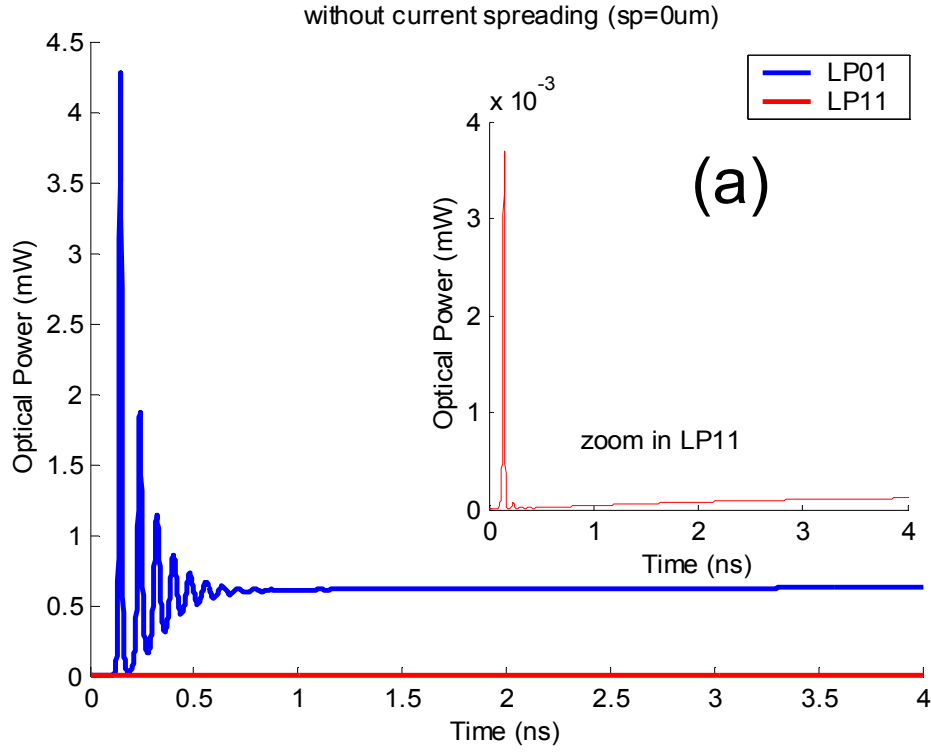 without current spreading (sp=0um)
LP01
LP11
(a)
Optical Power (mW)
4.5
4
3.5
3
2.5
2
1.5
1
0.5
0
0 0.5 1 1.5 2 2.5 3 3.5 4
Time (ns)
x 10^-3
Optical Power (mW)
4
3
2
1
0
zoom in LP11
0 1 2 3 4
Time (ns)